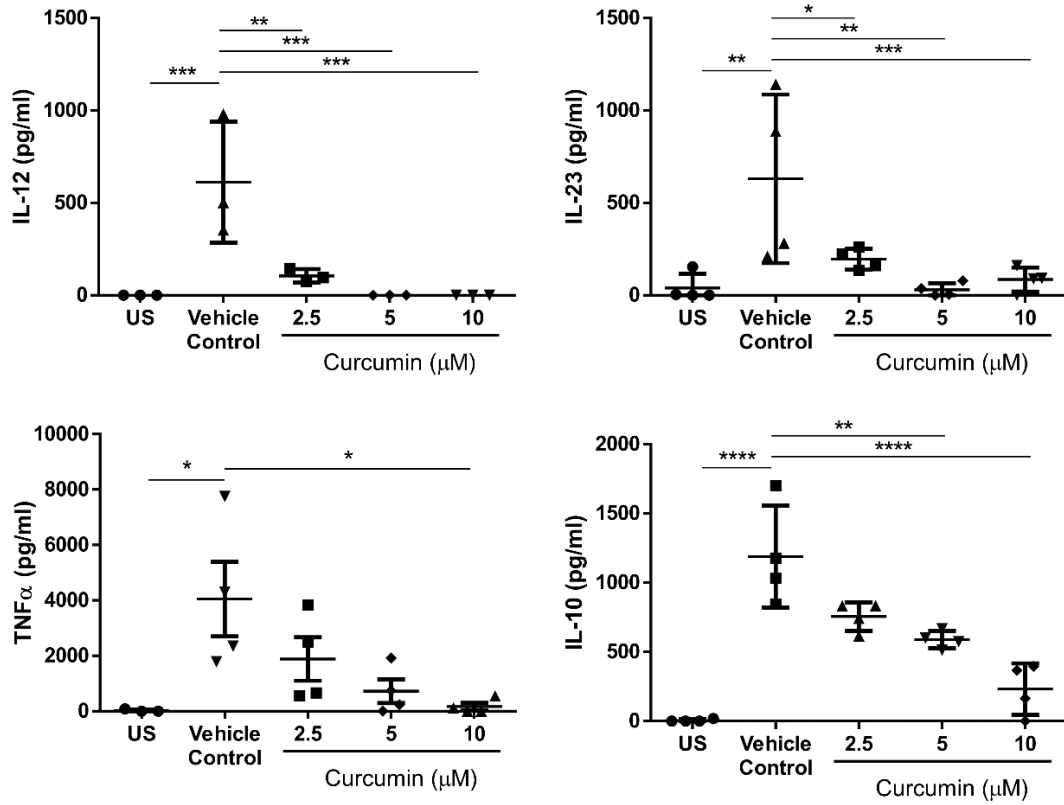 IL-12 (pg/ml)
1500
1000
500
0
**
***
***
***
US
Vehicle
Control
2.5
5
10
Curcumin (μM)
IL-23 (pg/ml)
1500
1000
500
0
*
**
***
**
US
Vehicle
Control
2.5
5
10
Curcumin (μM)
TNFα (pg/ml)
10000
8000
6000
4000
2000
0
*
*
US
Vehicle
Control
2.5
5
10
Curcumin (μM)
IL-10 (pg/ml)
2000
1500
1000
500
0
**
****
****
US
Vehicle
Control
2.5
5
10
Curcumin (μM)